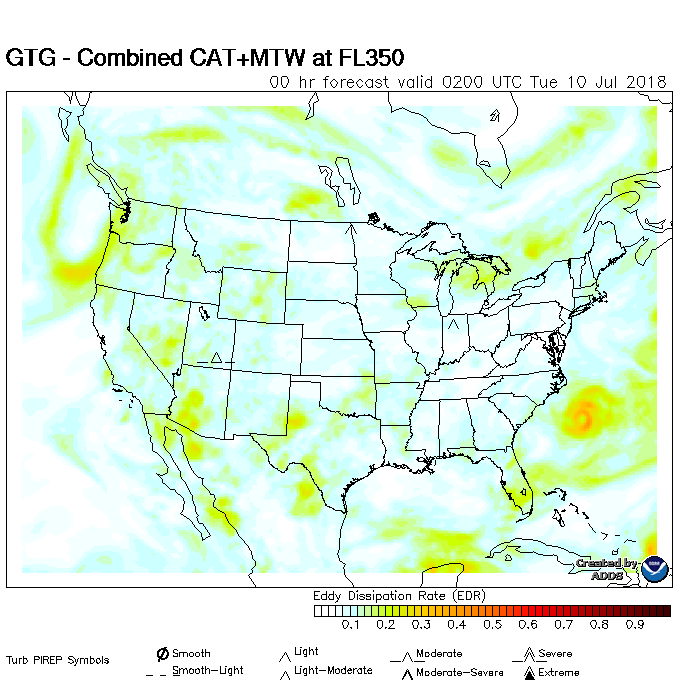 GTG - Combined CAT+MTW at FL350
00 hr forecast valid 0200 UTC Tue 10 Jul 2018
Created by
ADDS
Eddy Dissipation Rate (EDR)
0.1 0.2 0.3 0.4 0.5 0.6 0.7 0.8 0.9
Turb PIREP Symbols
Smooth
Smooth-Light
Light
Light-Moderate
Moderate
Moderate-Severe
Severe
Extreme